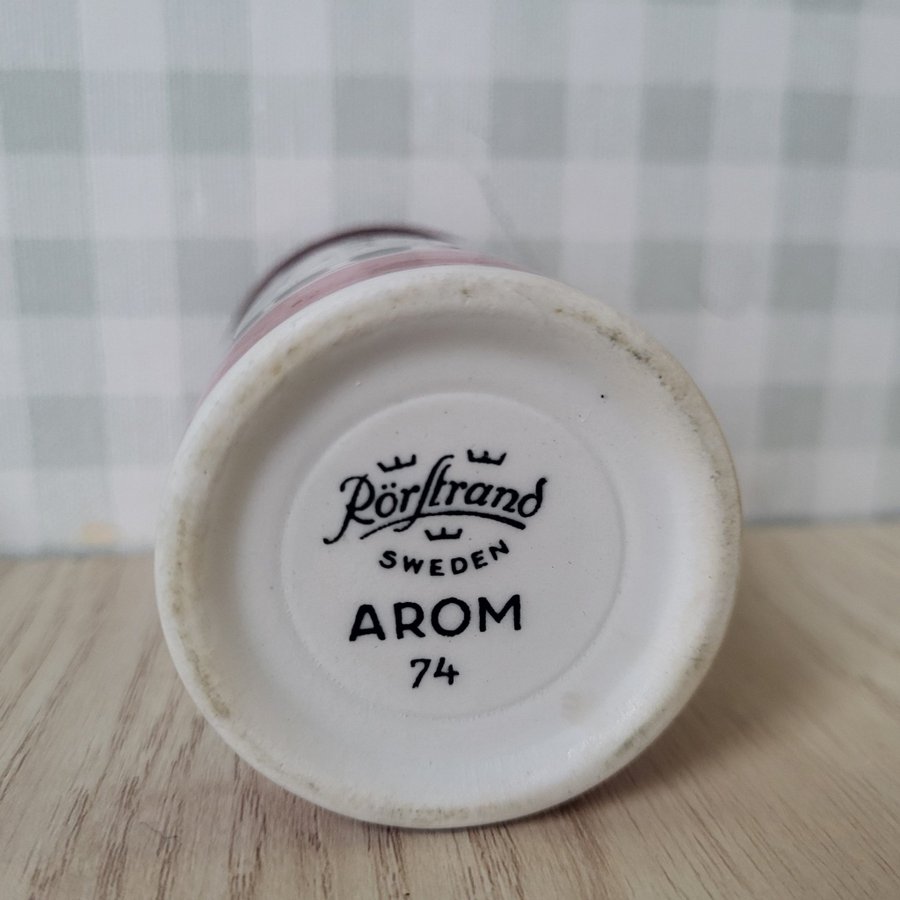 Rörstrand
SWEDEN
AROM
74